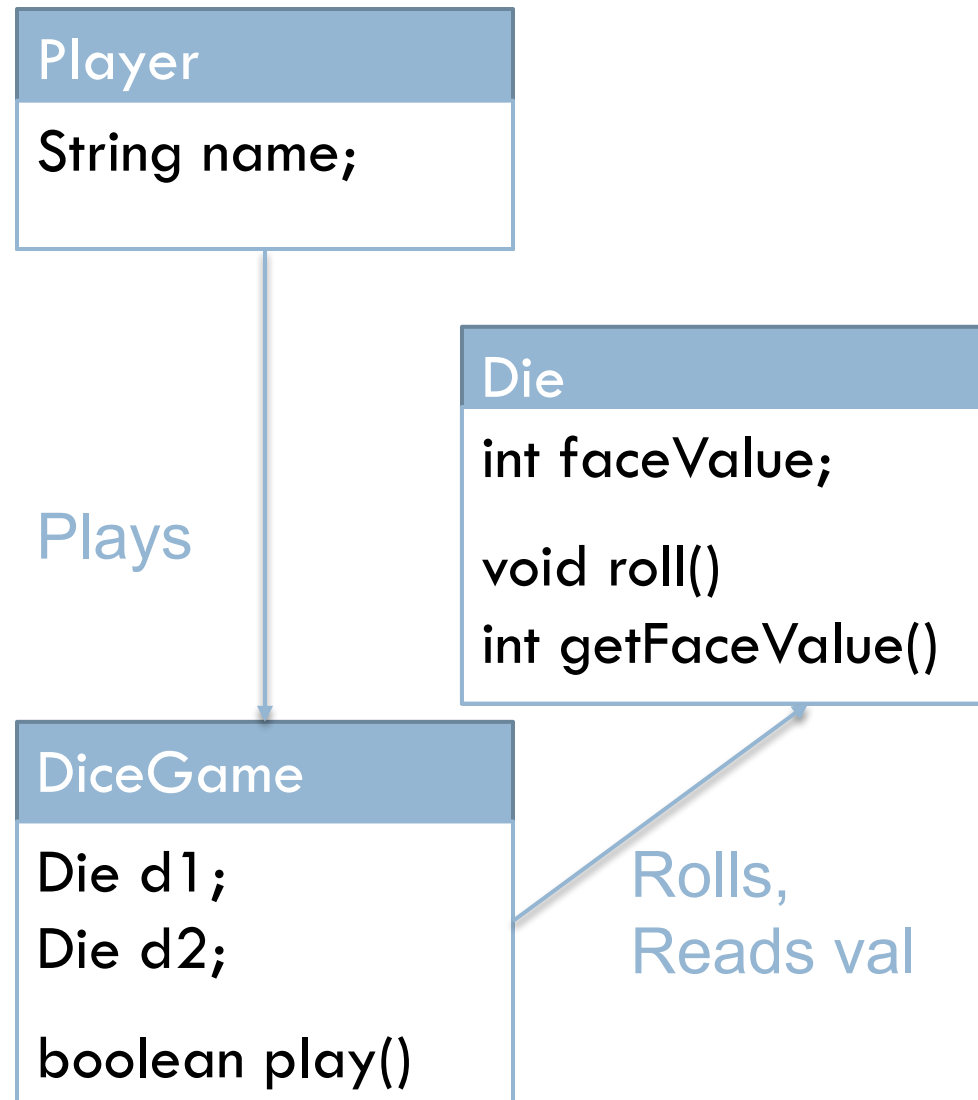 Player
String name;
Plays
Die
int faceValue;
void roll()
int getFaceValue()
DiceGame
Die d1;
Die d2;
boolean play()
Rolls,
Reads val